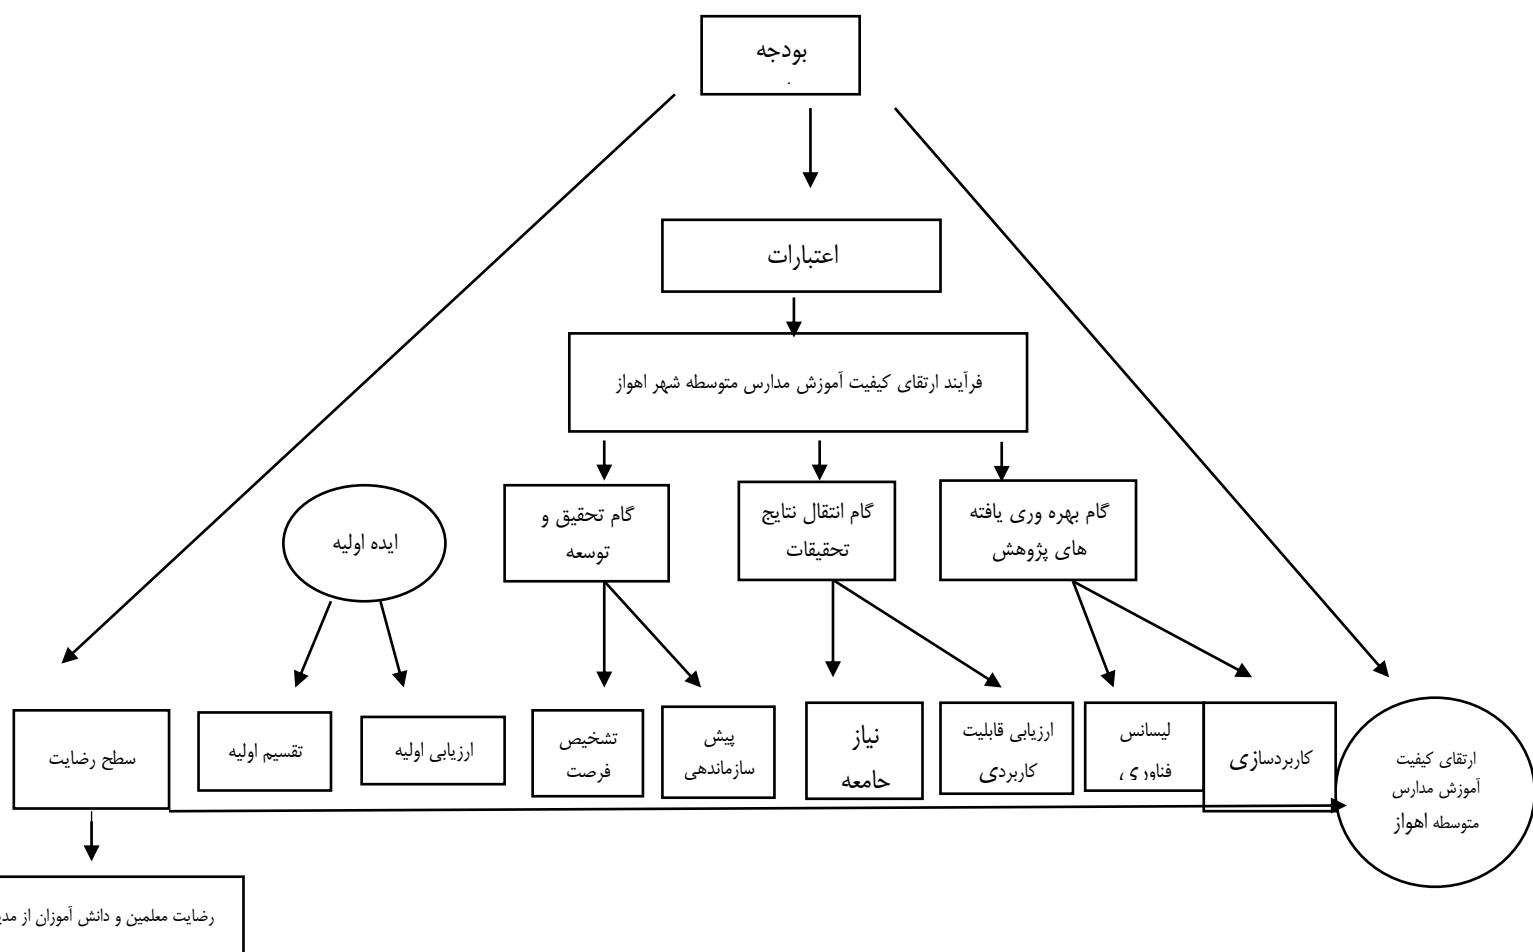 بودجه
اعتبارات
فرآیند ارتقای کیفیت آموزش مدارس متوسطه شهر اهواز
گام بهره وری یافته
های پژوهش
گام انتقال نتایج
تحقیقات
گام تحقیق و
توسعه
ایده اولیه
ارتقای کیفیت
آموزش مدارس
متوسطه اهواز
کاربردسازی
لیسانس
فناوری
ارزیابی قابلیت
کاربردی
نیاز
جامعه
پیش
سازماندهی
تشخیص
فرصت
ارزیابی اولیه
تقسیم اولیه
سطح رضایت
رضایت معلمین و دانش آموزان از